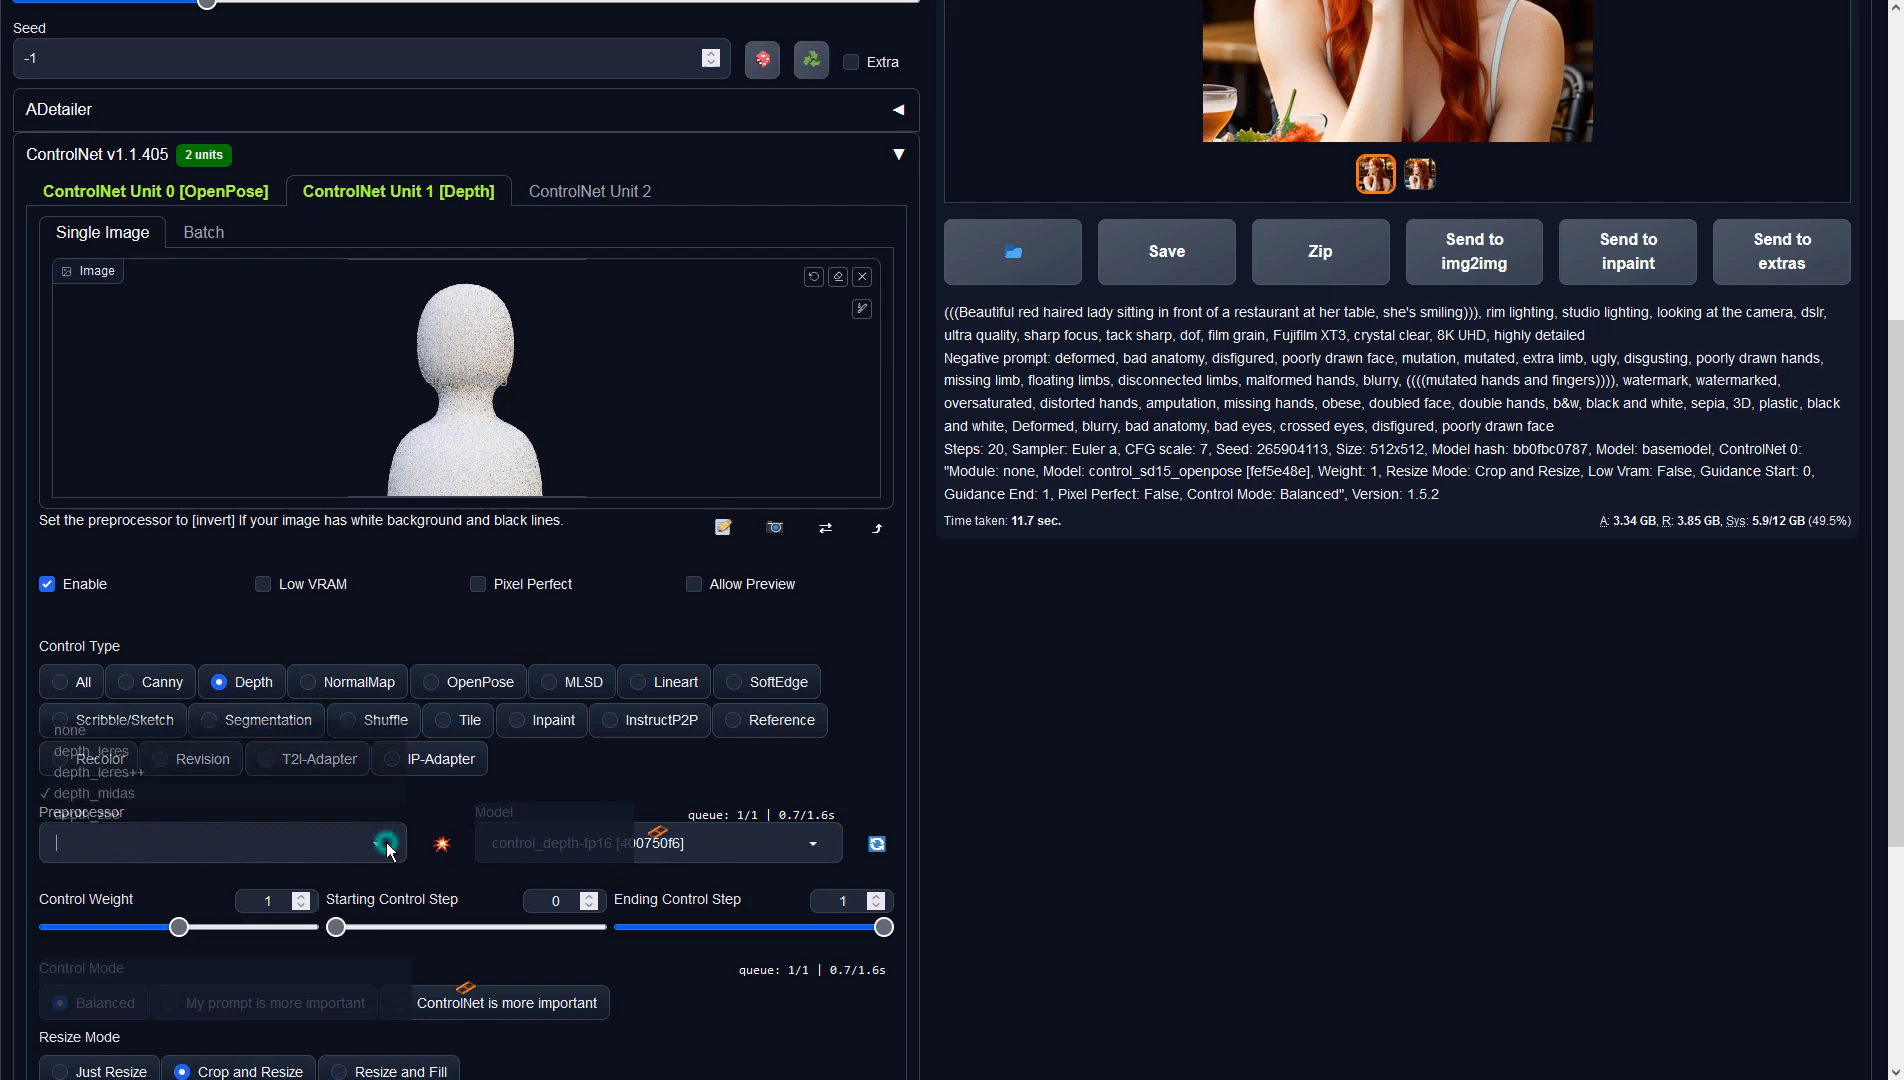 Seed
-1
Extra
ADetailer
ControlNet v1.1.405
2 units
ControlNet Unit 0 [OpenPose]
ControlNet Unit 1 [Depth]
ControlNet Unit 2
Single Image
Batch
Image
Set the preprocessor to [invert] If your image has white background and black lines.
Enable
Low VRAM
Pixel Perfect
Allow Preview
Control Type
All
Canny
Depth
NormalMap
OpenPose
MLSD
Lineart
SoftEdge
Scribble/Sketch
Segmentation
Shuffle
Tile
Inpaint
InstructP2P
Reference
none
depth_leres
Recolor
Revision
T2I-Adapter
IP-Adapter
depth_leres++
depth_midas
Preprocessor
Model
queue: 1/1 | 0.7/1.6s
control_depth-fp16 [400750f6]
Control Weight
1
Starting Control Step
0
Ending Control Step
1
Control Mode
queue: 1/1 | 0.7/1.6s
Balanced
My prompt is more important
ControlNet is more important
Resize Mode
Just Resize
Crop and Resize
Resize and Fill
Save
Zip
Send to
img2img
Send to
inpaint
Send to
extras
(((Beautiful red haired lady sitting in front of a restaurant at her table, she's smiling))), rim lighting, studio lighting, looking at the camera, dslr,
ultra quality, sharp focus, tack sharp, dof, film grain, Fujifilm XT3, crystal clear, 8K UHD, highly detailed
Negative prompt: deformed, bad anatomy, disfigured, poorly drawn face, mutation, mutated, extra limb, ugly, disgusting, poorly drawn hands,
missing limb, floating limbs, disconnected limbs, malformed hands, blurry, ((((mutated hands and fingers)))), watermark, watermarked,
oversaturated, distorted hands, amputation, missing hands, obese, doubled face, double hands, b&w, black and white, sepia, 3D, plastic, black
and white, Deformed, blurry, bad anatomy, bad eyes, crossed eyes, disfigured, poorly drawn face
Steps: 20, Sampler: Euler a, CFG scale: 7, Seed: 265904113, Size: 512x512, Model hash: bb0fbc0787, Model: basemodel, ControlNet 0:
"Module: none, Model: control_sd15_openpose [fef5e48e], Weight: 1, Resize Mode: Crop and Resize, Low Vram: False, Guidance Start: 0,
Guidance End: 1, Pixel Perfect: False, Control Mode: Balanced", Version: 1.5.2
Time taken: 11.7 sec.
A: 3.34 GB, R: 3.85 GB, Sys: 5.9/12 GB (49.5%)